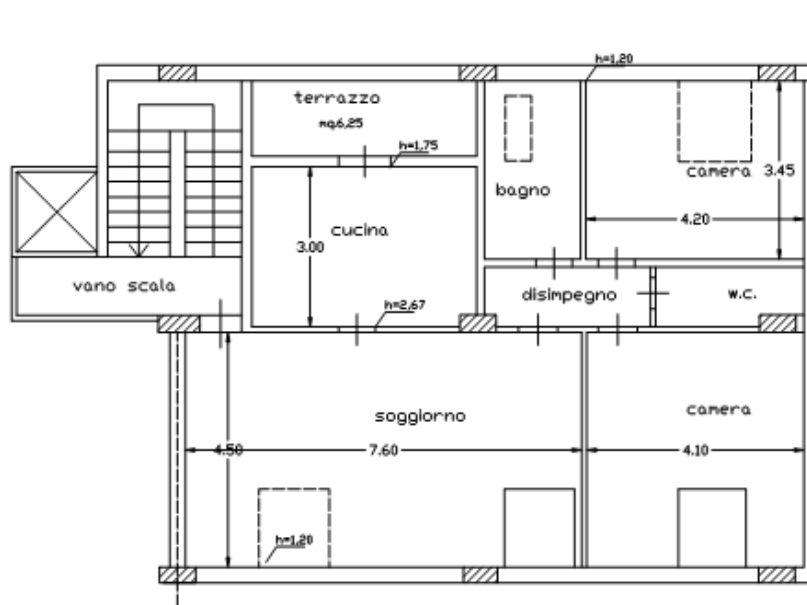 h=1,20
terrazzo
mq.6,25
h=1,75
camera
3.45
bagno
4.20
cucina
3.00
vano scala
disimpegno
w.c.
h=2,67
soggiorno
camera
4.50
7.60
4.10
h=1,20